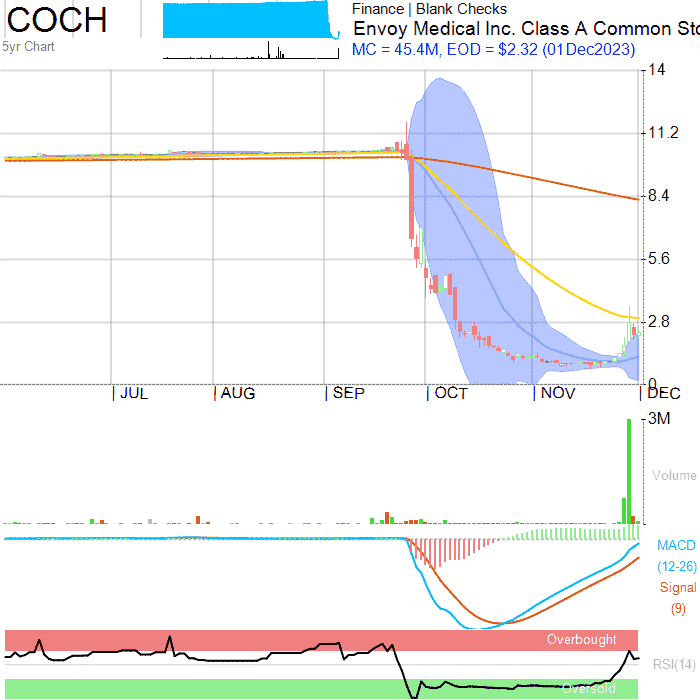 COCH
5yr Chart
Finance | Blank Checks
Envoy Medical Inc. Class A Common Sto
MC = 45.4M, EOD = $2.32 (01Dec2023)
14
11.2
8.4
5.6
2.8
0
JUL AUG SEP OCT NOV DEC
3M
Volume
MACD
(12-26)
Signal
(9)
Overbought
RSI(14)
Oversold